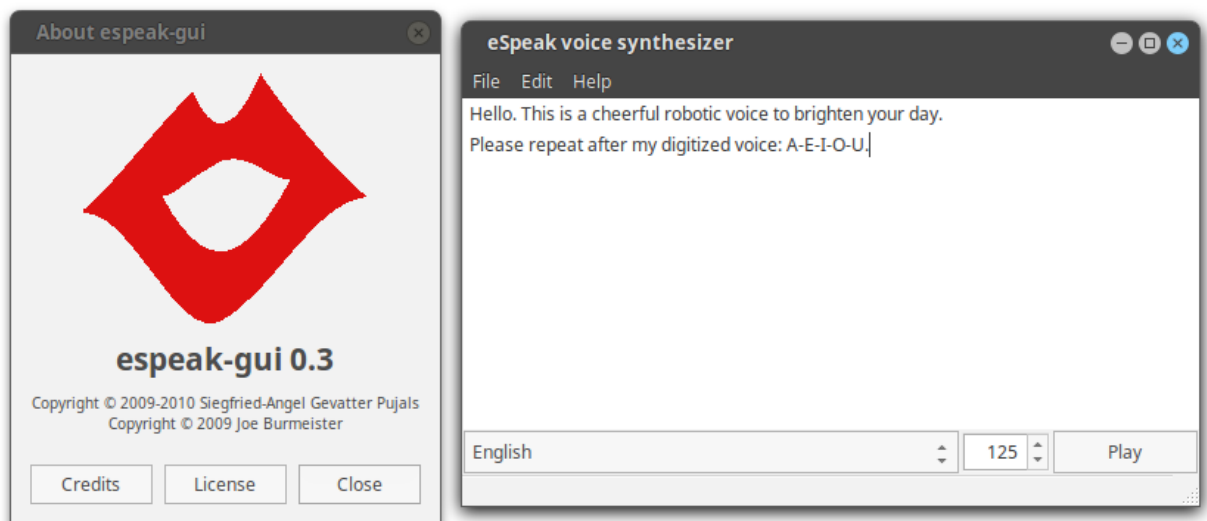 About espeak-gui
espeak-gui 0.3
Copyright © 2009-2010 Siegfried-Angel Gevatter Pujals
Copyright © 2009 Joe Burmeister
Credits License Close
eSpeak voice synthesizer
File Edit Help
Hello. This is a cheerful robotic voice to brighten your day.
Please repeat after my digitized voice: A-E-I-O-U.
English 125 Play